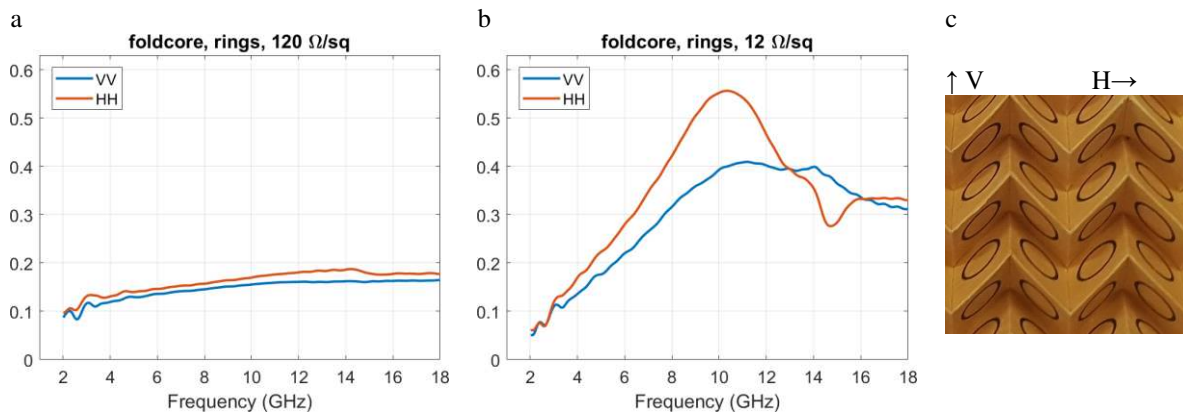 a
foldcore, rings, 120 Ω/sq
VV
HH
0.6
0.5
0.4
0.3
0.2
0.1
0
2 4 6 8 10 12 14 16 18
Frequency (GHz)
b
foldcore, rings, 12 Ω/sq
VV
HH
0.6
0.5
0.4
0.3
0.2
0.1
0
2 4 6 8 10 12 14 16 18
Frequency (GHz)
c
↑ V H→